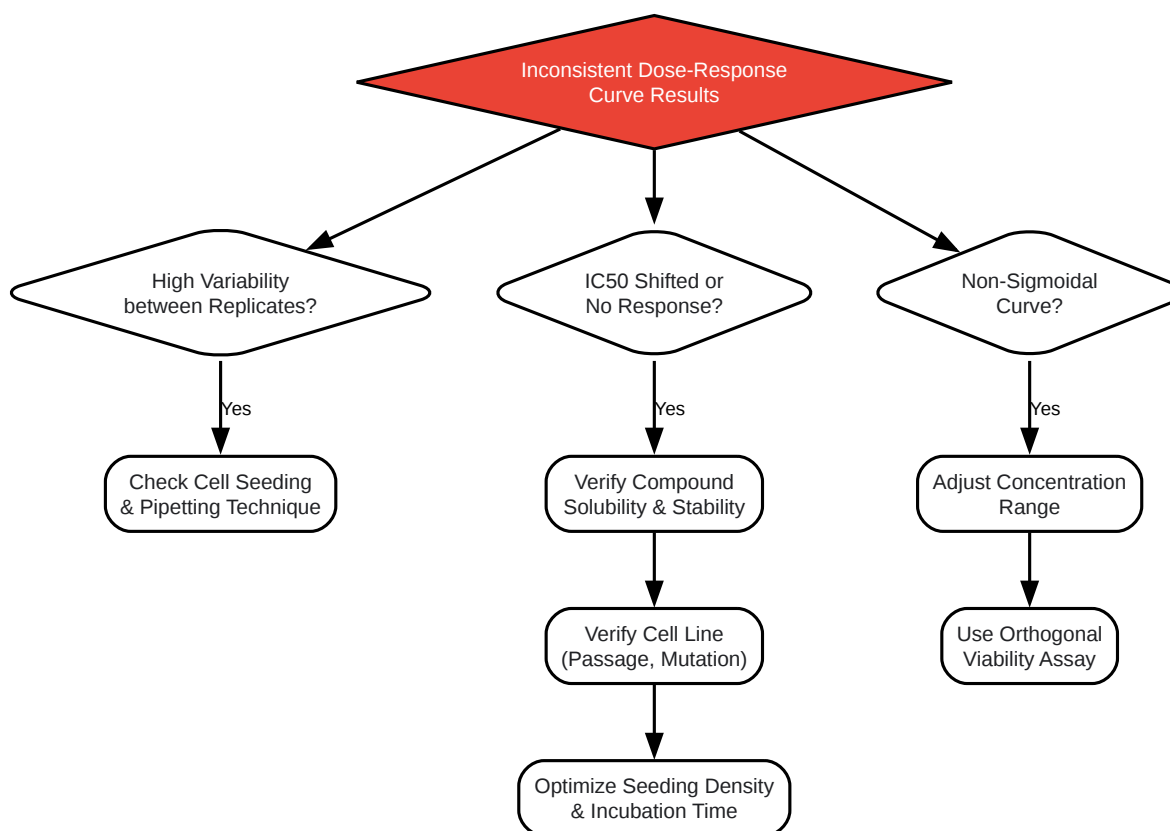 Inconsistent Dose-Response
Curve Results
High Variability
between Replicates?
IC50 Shifted or
No Response?
Non-Sigmoidal
Curve?
Yes
Yes
Yes
Check Cell Seeding
& Pipetting Technique
Verify Compound
Solubility & Stability
Adjust Concentration
Range
Verify Cell Line
(Passage, Mutation)
Use Orthogonal
Viability Assay
Optimize Seeding Density
& Incubation Time